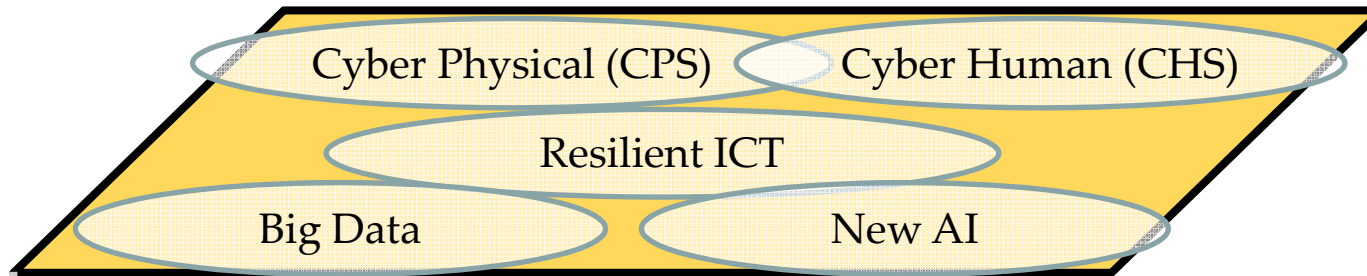 Cyber Physical (CPS)
Cyber Human (CHS)
Resilient ICT
Big Data
New AI